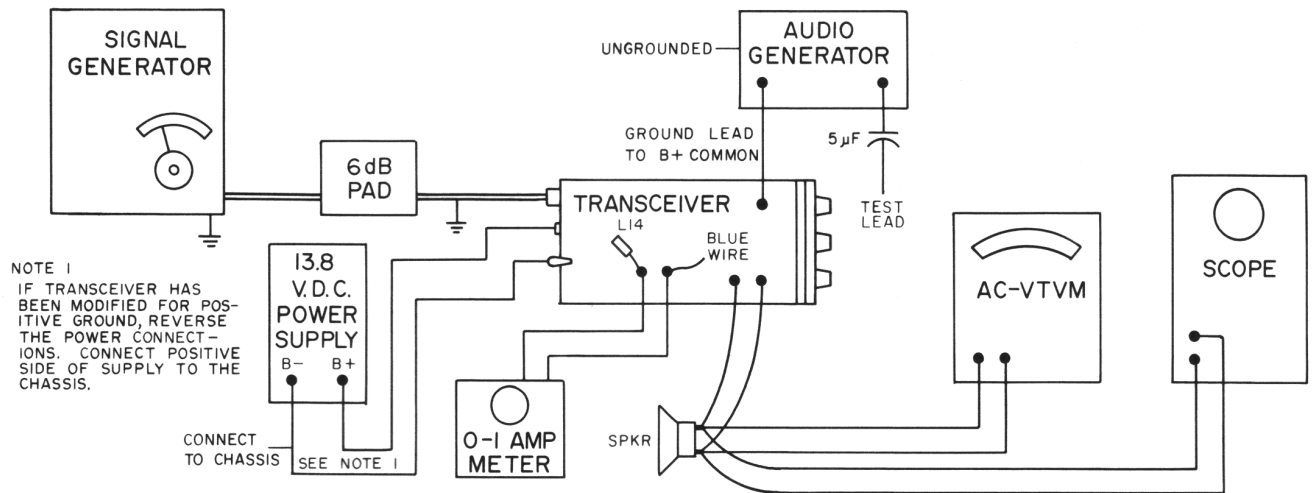 SIGNAL
GENERATOR
6dB
PAD
UNGROUNDED
AUDIO
GENERATOR
GROUND LEAD
TO B+ COMMON
5µF
TEST
LEAD
TRANSCEIVER
L14
BLUE
WIRE
NOTE 1
IF TRANSCEIVER HAS
BEEN MODIFIED FOR POS-
ITIVE GROUND, REVERSE
THE POWER CONNECT-
IONS. CONNECT POSITIVE
SIDE OF SUPPLY TO THE
CHASSIS.
13.8
V.D.C.
POWER
SUPPLY
B- B+
CONNECT
TO CHASSIS
SEE NOTE 1
0-1 AMP
METER
SPKR
AC-VTVM
SCOPE